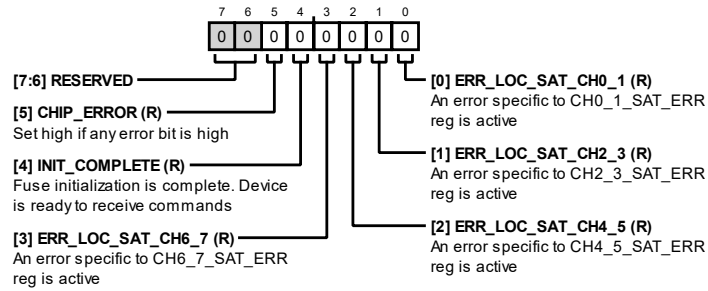 7 6 5 4 3 2 1 0
0 0 0 0 0 0 0 0
[7:6] RESERVED
[5] CHIP_ERROR (R)
Set high if any error bit is high
[4] INIT_COMPLETE (R)
Fuse initialization is complete. Device
is ready to receive commands
[3] ERR_LOC_SAT_CH6_7 (R)
An error specific to CH6_7_SAT_ERR
reg is active
[0] ERR_LOC_SAT_CH0_1 (R)
An error specific to CH0_1_SAT_ERR
reg is active
[1] ERR_LOC_SAT_CH2_3 (R)
An error specific to CH2_3_SAT_ERR
reg is active
[2] ERR_LOC_SAT_CH4_5 (R)
An error specific to CH4_5_SAT_ERR
reg is active